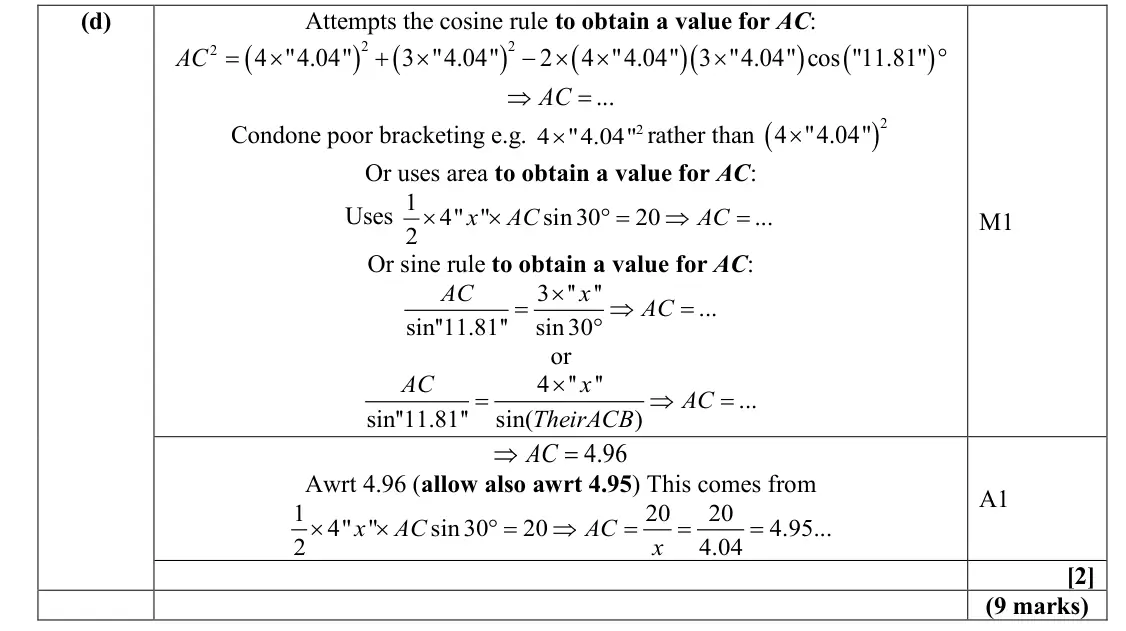 (d)
Attempts the cosine rule to obtain a value for AC:
AC² = (4×"4.04")² + (3×"4.04")² − 2×(4×"4.04")(3×"4.04")cos("11.81")°
⇒ AC = ...
Condone poor bracketing e.g. 4×"4.04"² rather than (4×"4.04")²
Or uses area to obtain a value for AC:
Uses 1/2 ×4"x"× AC sin 30° = 20 ⇒ AC = ...
M1
Or sine rule to obtain a value for AC:
AC/sin"11.81" = 3×"x"/sin 30° ⇒ AC = ...
or
AC/sin"11.81" = 4×"x"/sin(TheirACB) ⇒ AC = ...
⇒ AC = 4.96
Awrt 4.96 (allow also awrt 4.95) This comes from
A1
1/2 ×4"x"× AC sin 30° = 20 ⇒ AC = 20/x = 20/4.04 = 4.95...
[2]
(9 marks)